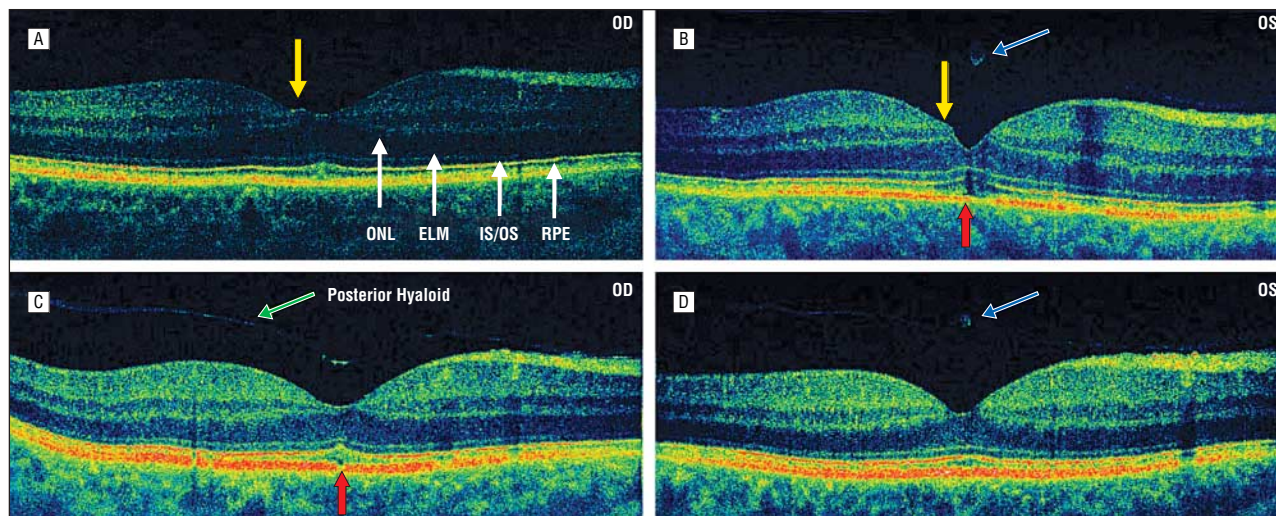 A OD
ONL ELM IS/OS RPE
B OS
C Posterior Hyaloid OD
D OS